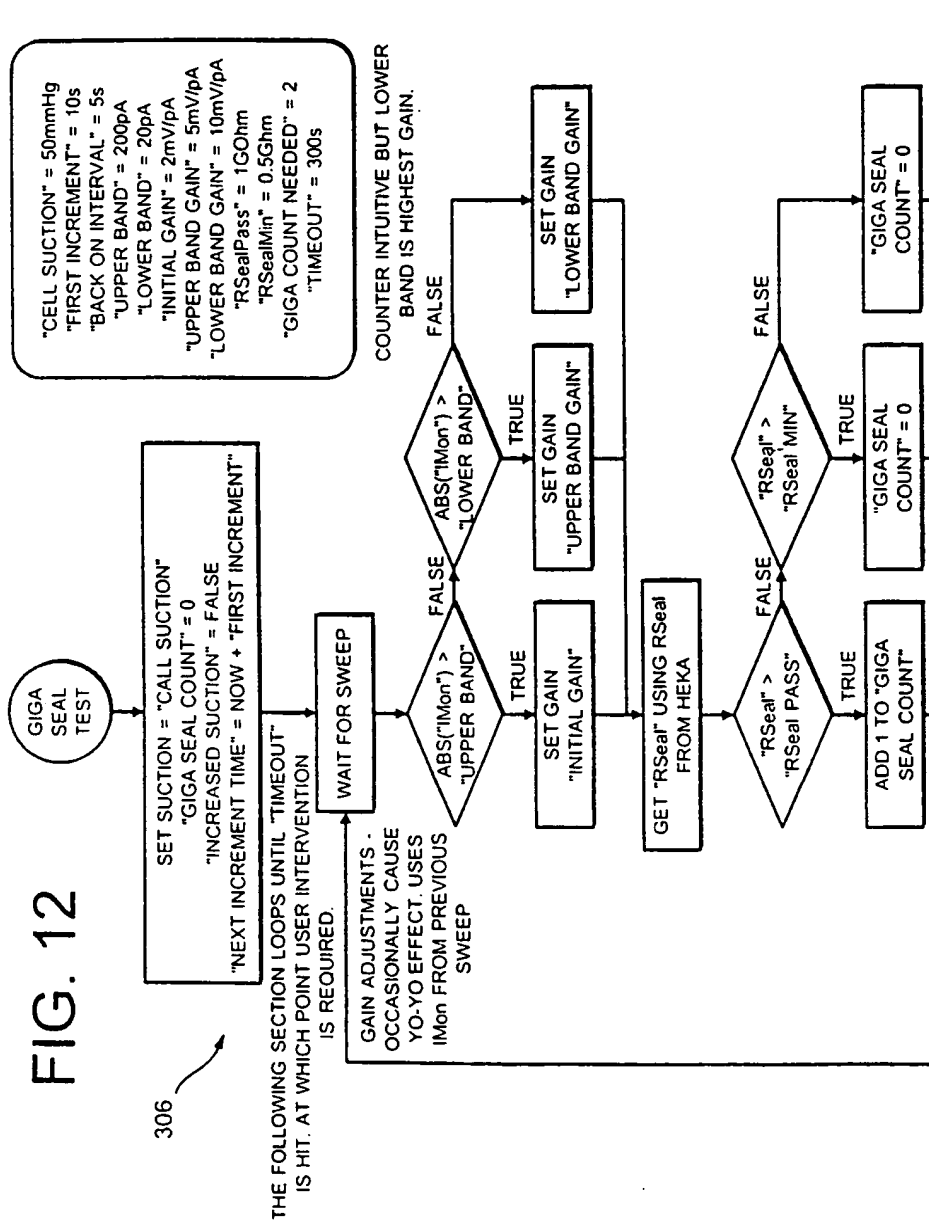 FIG. 12
306
GIGA
SEAL
TEST
SET SUCTION = "CALL SUCTION"
"GIGA SEAL COUNT" = 0
"INCREASED SUCTION" = FALSE
"NEXT INCREMENT TIME" = NOW + "FIRST INCREMENT"
"CELL SUCTION" = 50mmHg
"FIRST INCREMENT" = 10s
"BACK ON INTERVAL" = 5s
"UPPER BAND" = 200pA
"LOWER BAND" = 20pA
"INITIAL GAIN" = 2mV/pA
"UPPER BAND GAIN" = 5mV/pA
"LOWER BAND GAIN" = 10mV/pA
"RSealPass" = 1GOhm
"RSealMin" = 0.5Ghm
"GIGA COUNT NEEDED" = 2
"TIMEOUT" = 300s
THE FOLLOWING SECTION LOOPS UNTIL "TIMEOUT"
IS HIT. AT WHICH POINT USER INTERVENTION
IS REQUIRED.
WAIT FOR SWEEP
GAIN ADJUSTMENTS -
OCCASIONALLY CAUSE
YO-YO EFFECT. USES
IMon FROM PREVIOUS
SWEEP
COUNTER INTUITIVE BUT LOWER
BAND IS HIGHEST GAIN.
ABS("IMon") >
"UPPER BAND"
FALSE
ABS("IMon") >
"LOWER BAND"
FALSE
TRUE
TRUE
SET GAIN
"INITIAL GAIN"
SET GAIN
"UPPER BAND GAIN"
SET GAIN
"LOWER BAND GAIN"
GET "RSeal" USING RSeal
FROM HEKA
"RSeal" >
"RSeal PASS"
FALSE
"RSeal" >
"RSeal MIN"
FALSE
TRUE
TRUE
ADD 1 TO "GIGA
SEAL COUNT"
"GIGA SEAL
COUNT" = 0
"GIGA SEAL
COUNT" = 0